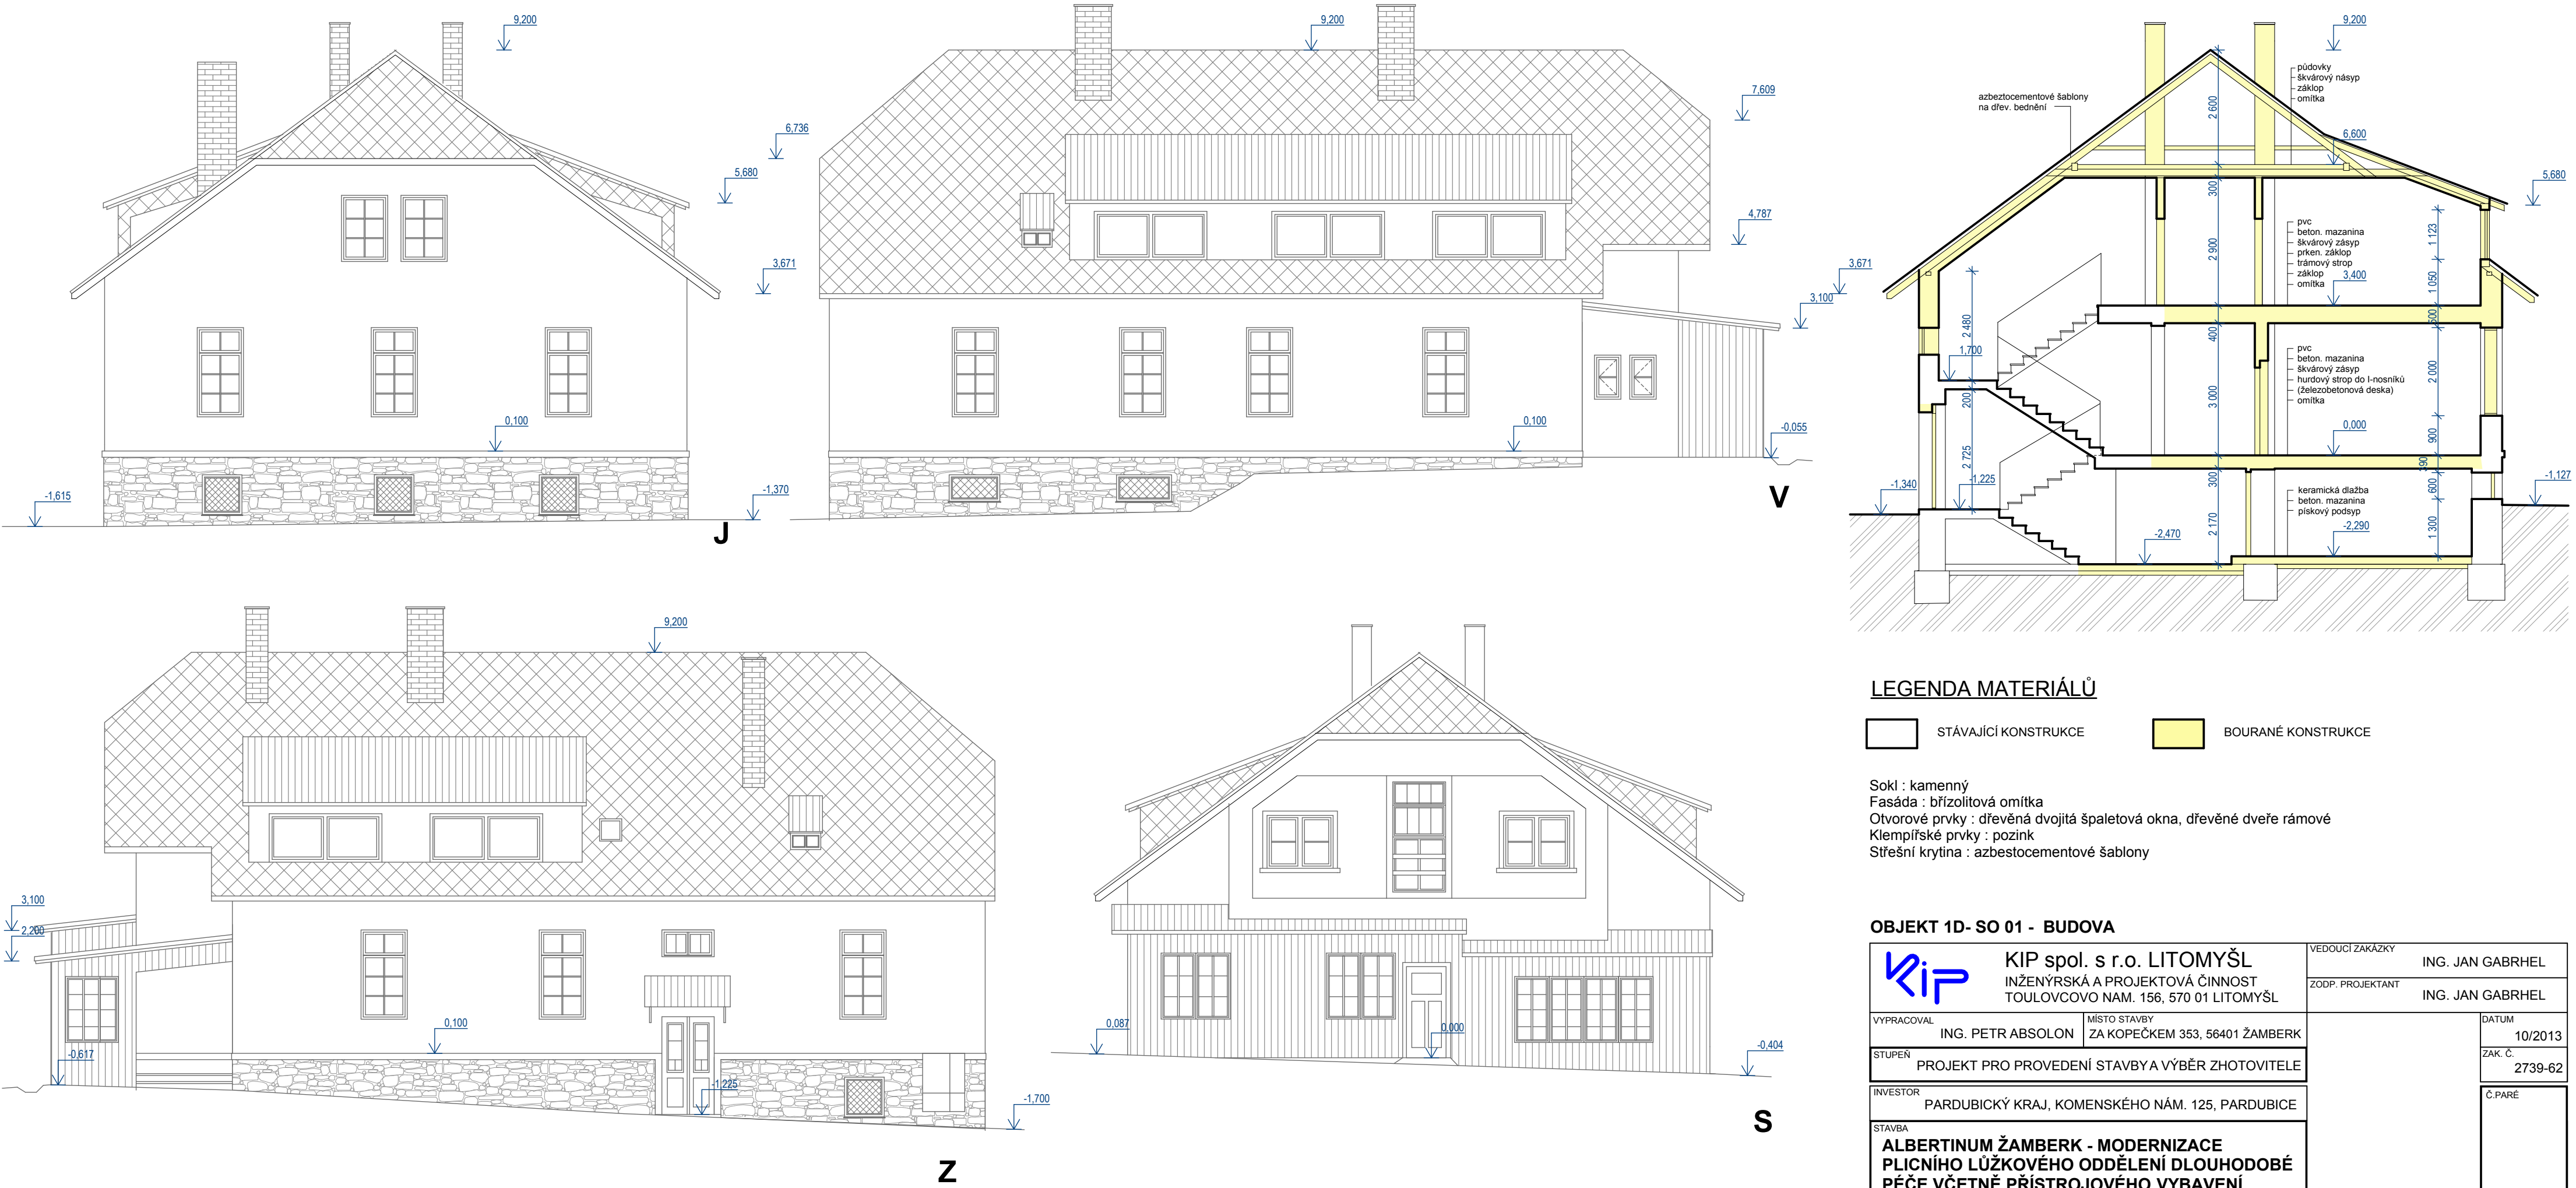 9,200
6,736
5,680
3,671
0,100
-1,615
-1,370
J
9,200
7,609
4,787
3,671
3,100
0,100
-0,055
V
9,200
azbeztocementové šablony
na dřev. bednění
půdovky
škvárový násyp
záklop
omítka
2 600
6,600
5,680
300
pvc
beton. mazanina
škvárový zásyp
prken. záklop
trámový strop
záklop
omítka
2 900
3,400
1 123
1 050
600
2 480
400
1,700
pvc
beton. mazanina
škvárový zásyp
hurdový strop do I-nosníků
(železobetonová deska)
omítka
200
3 000
2 000
0,000
900
2 725
300
390
600
-1,340
-1,225
-1,127
keramická dlažba
beton. mazanina
pískový podsyp
2 170
1 300
-2,470
-2,290
9,200
3,100
2,200
0,100
-0,617
-1,225
-1,700
Z
0,087
0,000
-0,404
S
LEGENDA MATERIÁLŮ
STÁVAJÍCÍ KONSTRUKCE
BOURANÉ KONSTRUKCE
Sokl : kamenný
Fasáda : břízolitová omítka
Otvorové prvky : dřevěná dvojitá špaletová okna, dřevěné dveře rámové
Klempířské prvky : pozink
Střešní krytina : azbestocementové šablony
OBJEKT 1D- SO 01 - BUDOVA
KiP
KIP spol. s r.o. LITOMYŠL
INŽENÝRSKÁ A PROJEKTOVÁ ČINNOST
TOULOVCOVO NAM. 156, 570 01 LITOMYŠL
VEDOUCÍ ZAKÁZKY
ING. JAN GABRHEL
ZODP. PROJEKTANT
ING. JAN GABRHEL
VYPRACOVAL
ING. PETR ABSOLON
MÍSTO STAVBY
ZA KOPEČKEM 353, 56401 ŽAMBERK
DATUM
10/2013
STUPEŇ
PROJEKT PRO PROVEDENÍ STAVBY A VÝBĚR ZHOTOVITELE
ZAK. Č.
2739-62
INVESTOR
PARDUBICKÝ KRAJ, KOMENSKÉHO NÁM. 125, PARDUBICE
Č.PARÉ
STAVBA
ALBERTINUM ŽAMBERK - MODERNIZACE
PLICNÍHO LŮŽKOVÉHO ODDĚLENÍ DLOUHODOBÉ
PÉČE VČETNĚ PŘÍSTROJOVÉHO VYBAVENÍ